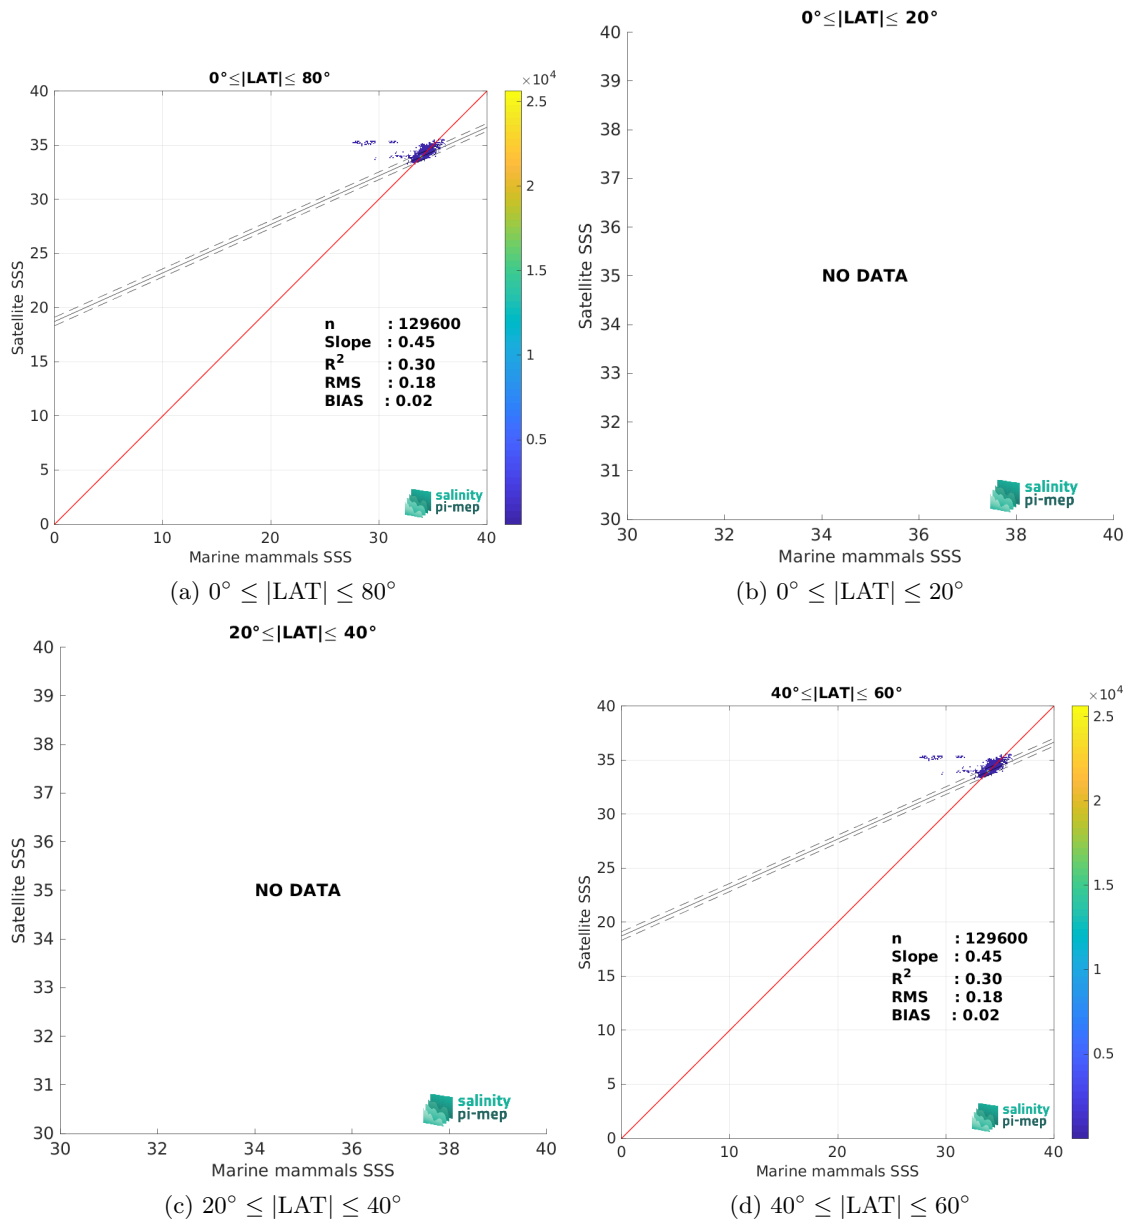 0°≤|LAT|≤ 80°
×10⁴
Satellite SSS
40
35
30
25
20
15
10
5
0
0 10 20 30 40
2.5
2
1.5
1
0.5
n : 129600
Slope : 0.45
R² : 0.30
RMS : 0.18
BIAS : 0.02
salinity
pi-mep
Marine mammals SSS
(a) 0° ≤ |LAT| ≤ 80°
0°≤|LAT|≤ 20°
Satellite SSS
40
39
38
37
36
35
34
33
32
31
30
NO DATA
salinity
pi-mep
30 32 34 36 38 40
Marine mammals SSS
(b) 0° ≤ |LAT| ≤ 20°
20°≤|LAT|≤ 40°
Satellite SSS
40
39
38
37
36
35
34
33
32
31
30
NO DATA
salinity
pi-mep
30 32 34 36 38 40
Marine mammals SSS
(c) 20° ≤ |LAT| ≤ 40°
40°≤|LAT|≤ 60°
×10⁴
Satellite SSS
40
35
30
25
20
15
10
5
0
0 10 20 30 40
2.5
2
1.5
1
0.5
n : 129600
Slope : 0.45
R² : 0.30
RMS : 0.18
BIAS : 0.02
salinity
pi-mep
Marine mammals SSS
(d) 40° ≤ |LAT| ≤ 60°